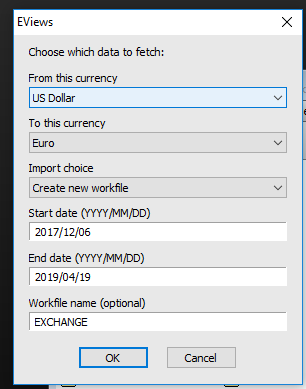 EViews
Choose which data to fetch:
From this currency
US Dollar
To this currency
Euro
Import choice
Create new workfile
Start date (YYYY/MM/DD)
2017/12/06
End date (YYYY/MM/DD)
2019/04/19
Workfile name (optional)
EXCHANGE
OK
Cancel